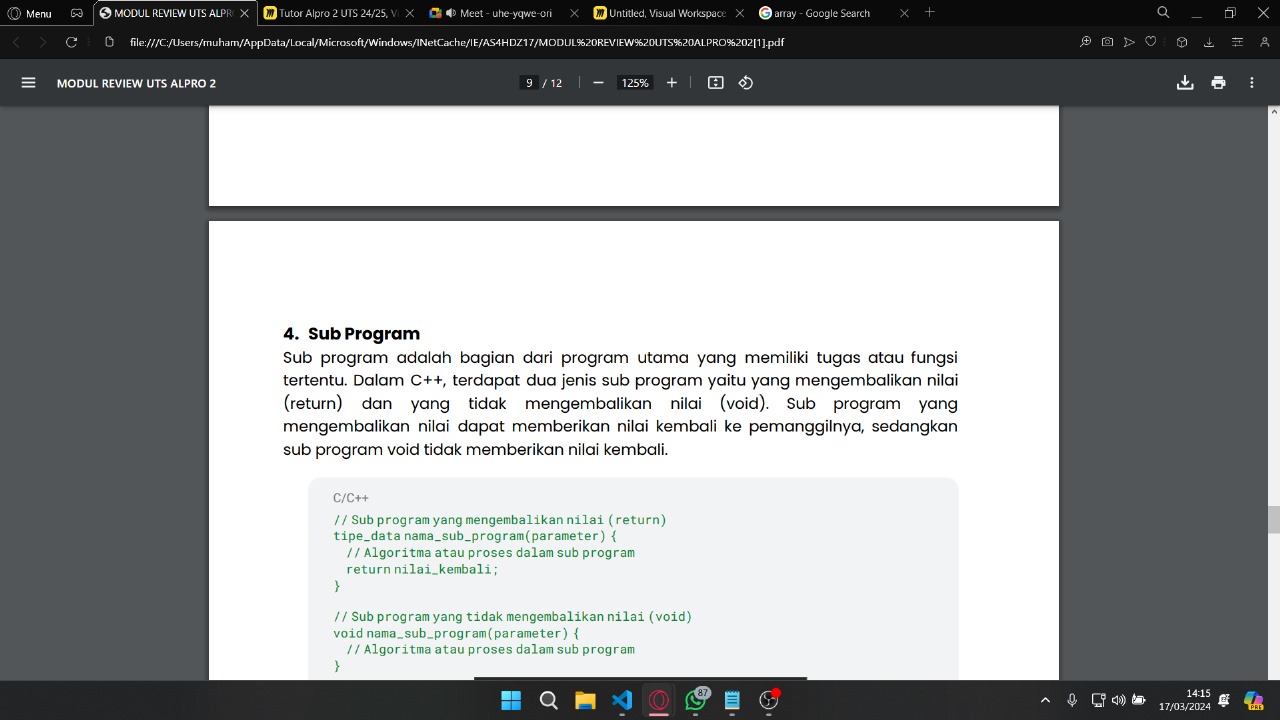 Menu
MODUL REVIEW UTS ALPR
Tutor Alpro 2 UTS 24/25, V
Meet - uhe-yqwe-ori
Untitled, Visual Workspace
array - Google Search
file:///C:/Users/muham/AppData/Local/Microsoft/Windows/INetCache/IE/AS4HDZ17/MODUL%20REVIEW%20UTS%20ALPRO%202[1].pdf
MODUL REVIEW UTS ALPRO 2
9 / 12
125%
4. Sub Program
Sub program adalah bagian dari program utama yang memiliki tugas atau fungsi
tertentu. Dalam C++, terdapat dua jenis sub program yaitu yang mengembalikan nilai
(return) dan yang tidak mengembalikan nilai (void). Sub program yang
mengembalikan nilai dapat memberikan nilai kembali ke pemanggilnya, sedangkan
sub program void tidak memberikan nilai kembali.
C/C++
// Sub program yang mengembalikan nilai (return)
tipe_data nama_sub_program(parameter) {
// Algoritma atau proses dalam sub program
return nilai_kembali;
}
// Sub program yang tidak mengembalikan nilai (void)
void nama_sub_program(parameter) {
// Algoritma atau proses dalam sub program
}
87
14:15
17/03/2024
PRE